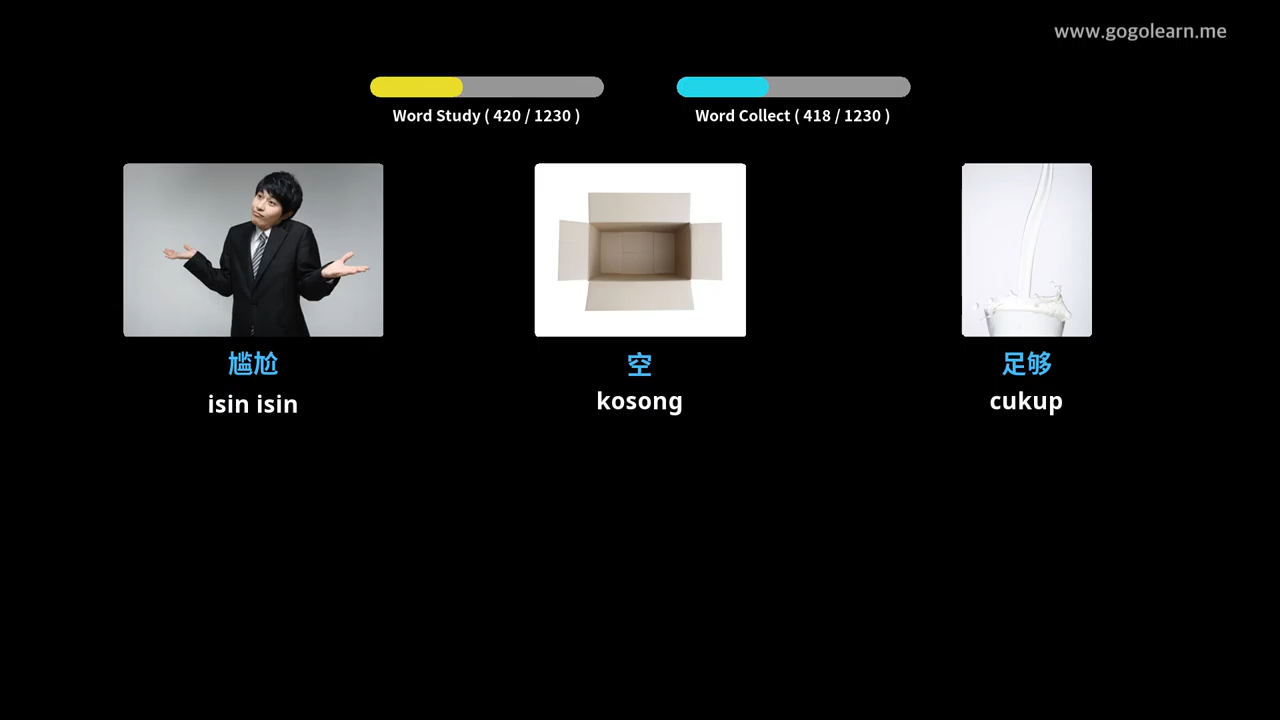 www.gogolearn.me
Word Study ( 420 / 1230 )
Word Collect ( 418 / 1230 )
尴尬
isin isin
空
kosong
足够
cukup